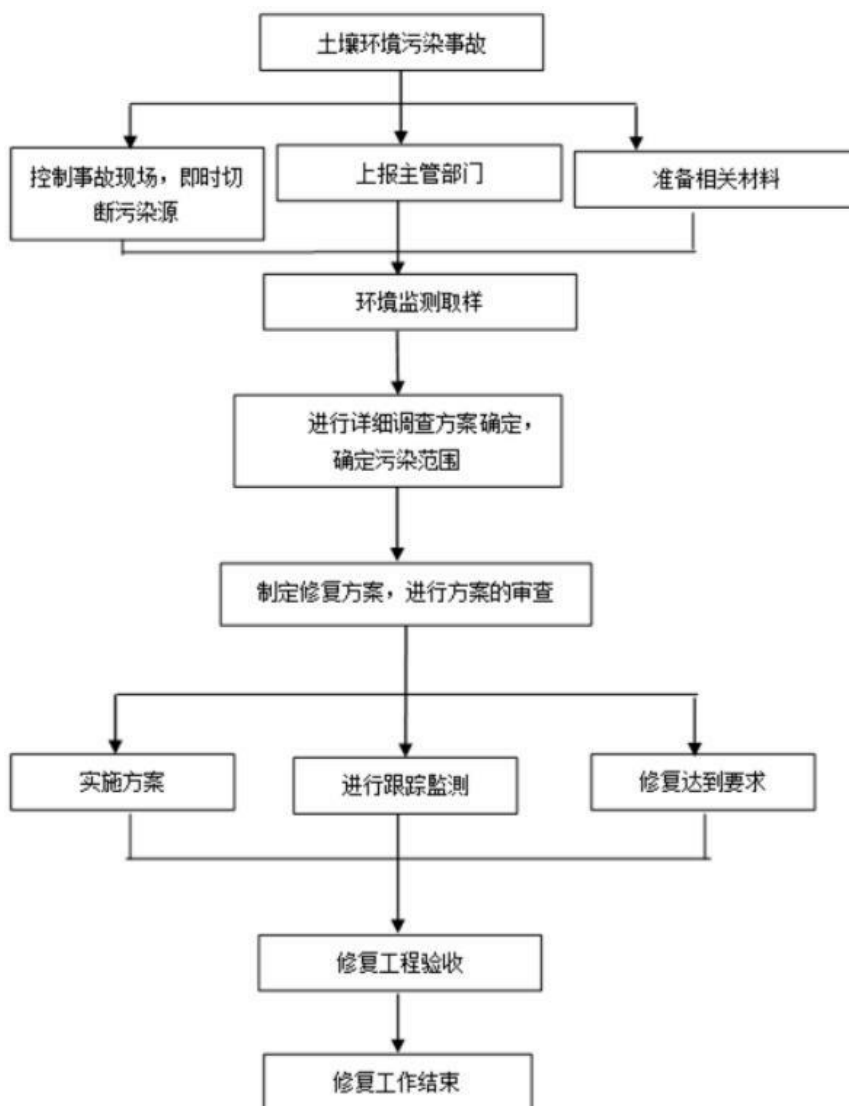 土壤环境污染事故
控制事故现场，即时切
断污染源
上报主管部门
准备相关材料
环境监测取样
进行详细调查方案确定，
确定污染范围
制定修复方案，进行方案的审查
实施方案
进行跟踪监测
修复达到要求
修复工程验收
修复工作结束